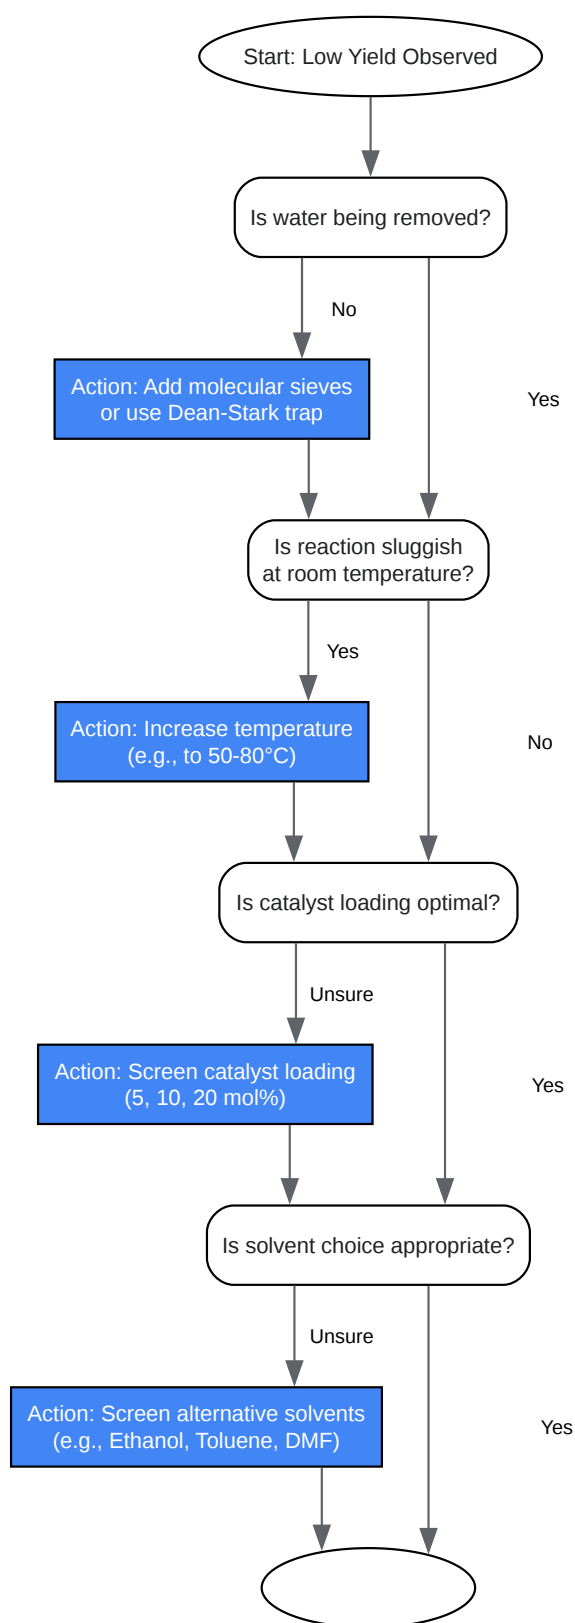 Start: Low Yield Observed
Is water being removed?
No
Action: Add molecular sieves
or use Dean-Stark trap
Yes
Is reaction sluggish
at room temperature?
Yes
Action: Increase temperature
(e.g., to 50-80°C)
No
Is catalyst loading optimal?
Unsure
Action: Screen catalyst loading
(5, 10, 20 mol%)
Yes
Is solvent choice appropriate?
Unsure
Action: Screen alternative solvents
(e.g., Ethanol, Toluene, DMF)
Yes